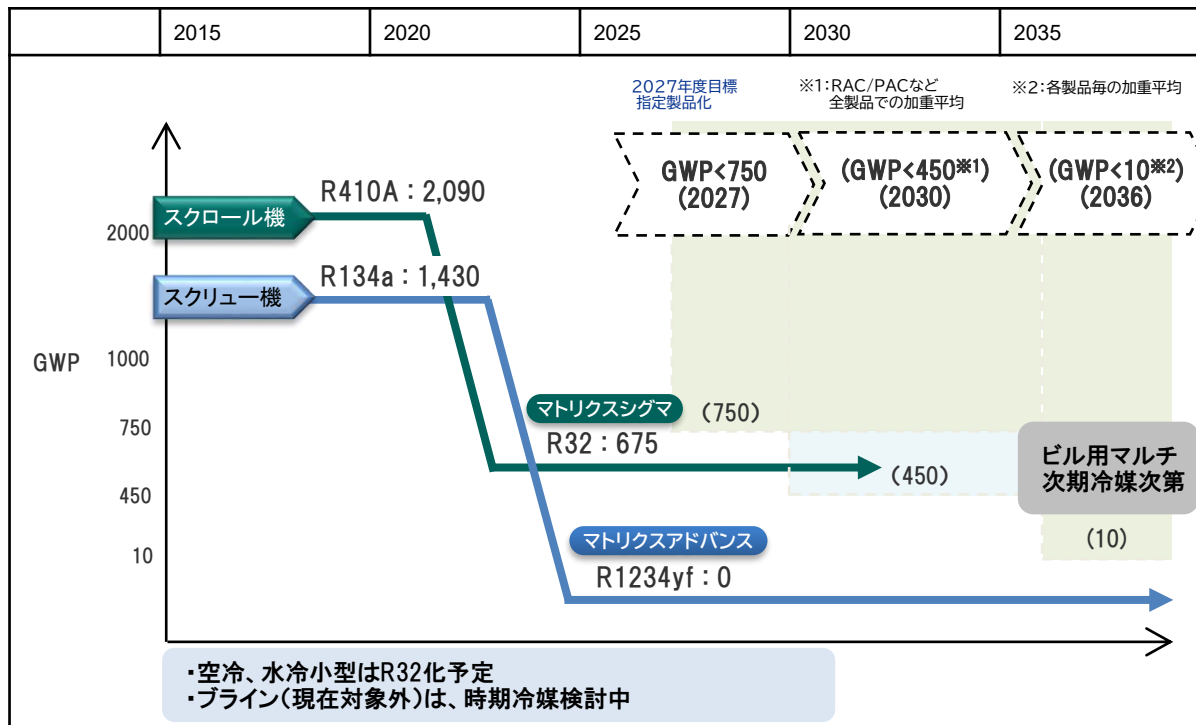 2015
2020
2025
2030
2035
2027年度目標
指定製品化
※1:RAC/PACなど
全製品での加重平均
※2:各製品毎の加重平均
GWP<750
(2027)
(GWP<450※1)
(2030)
(GWP<10※2)
(2036)
R410A：2,090
スクロール機
2000
R134a：1,430
スクリュー機
GWP
1000
マトリクスシグマ
(750)
750
R32：675
ビル用マルチ
次期冷媒次第
(450)
450
マトリクスアドバンス
(10)
10
R1234yf：0
・空冷、水冷小型はR32化予定
・ブライン(現在対象外)は、時期冷媒検討中